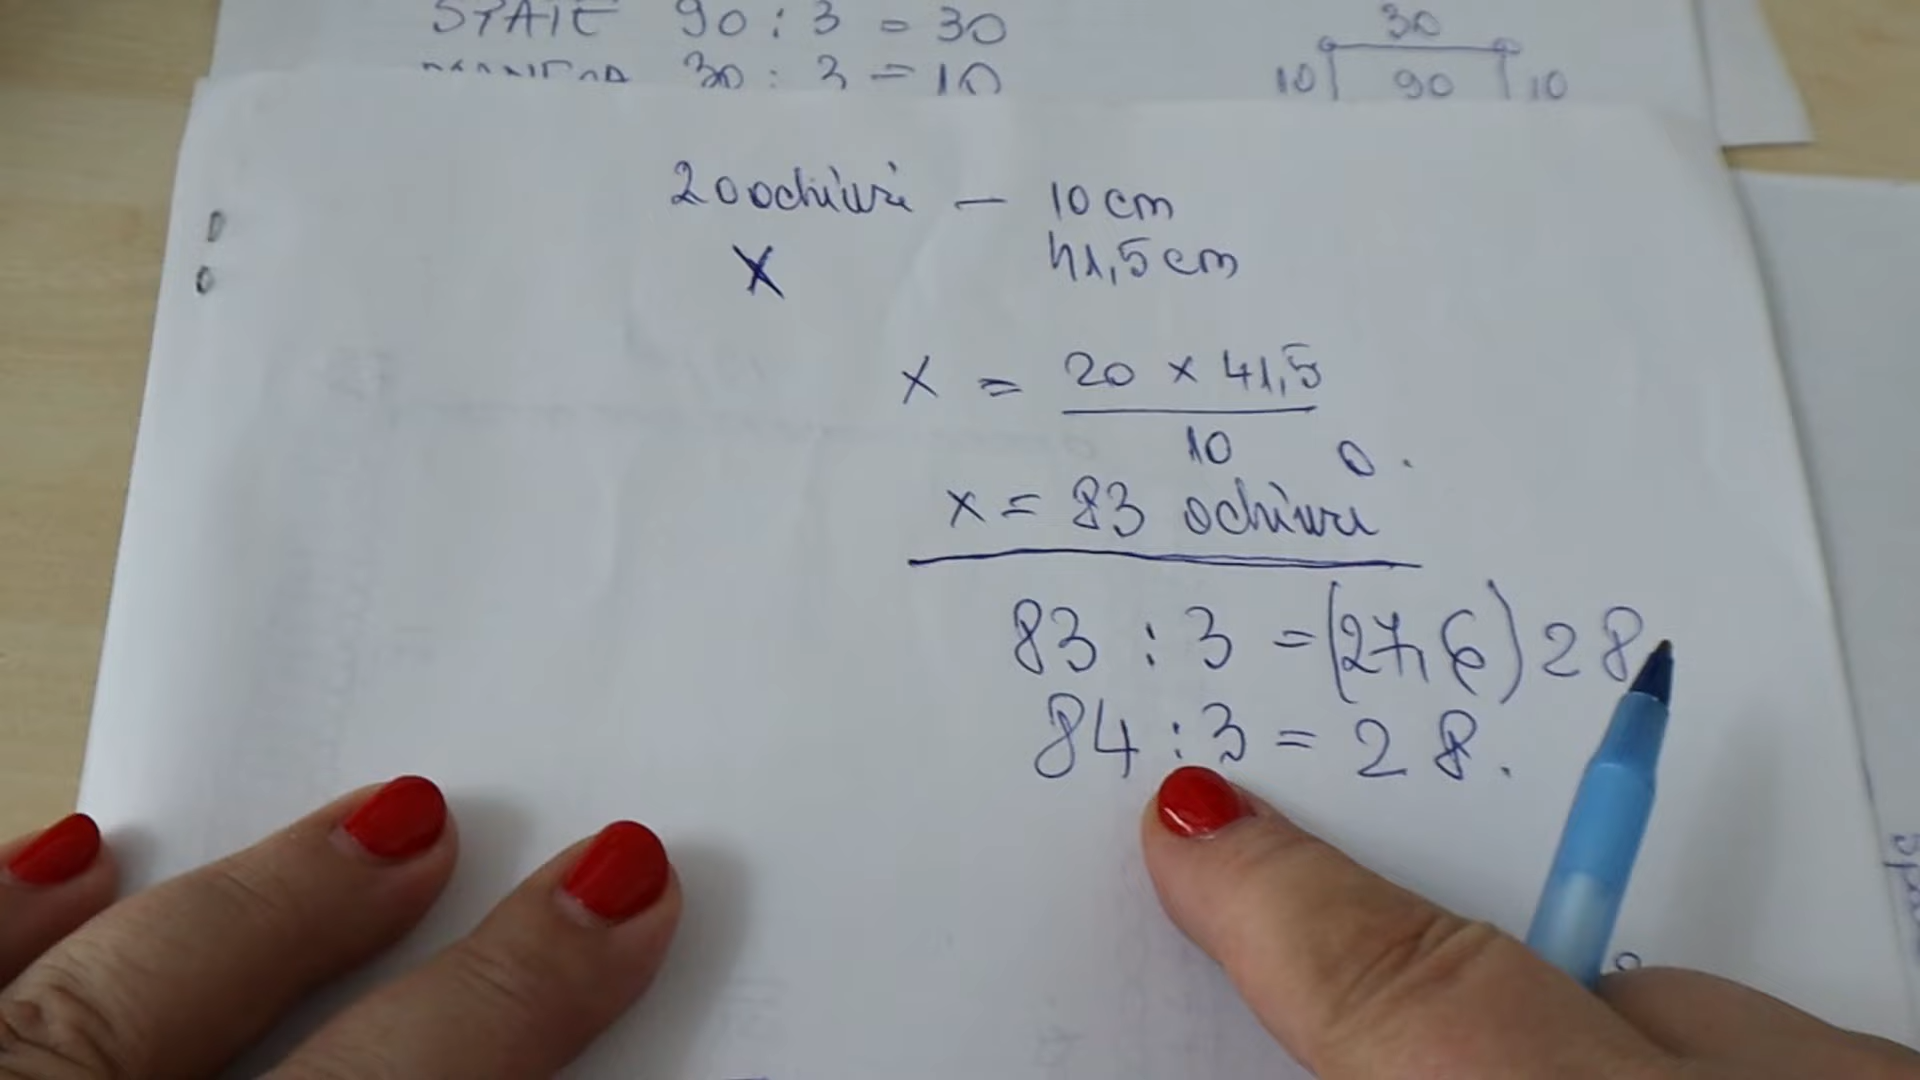 SPATE 90 : 3 = 30
30 : 3 = 10
30
10 90 10
20 ochiuri — 10 cm
X 41,5 cm
x = 20 x 41,5
10
x = 83 ochiuri
83 : 3 = (27,6) 28
84 : 3 = 28.